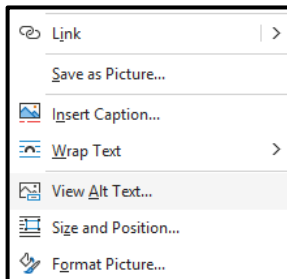 Link
Save as Picture...
Insert Caption...
Wrap Text
View Alt Text...
Size and Position...
Format Picture...